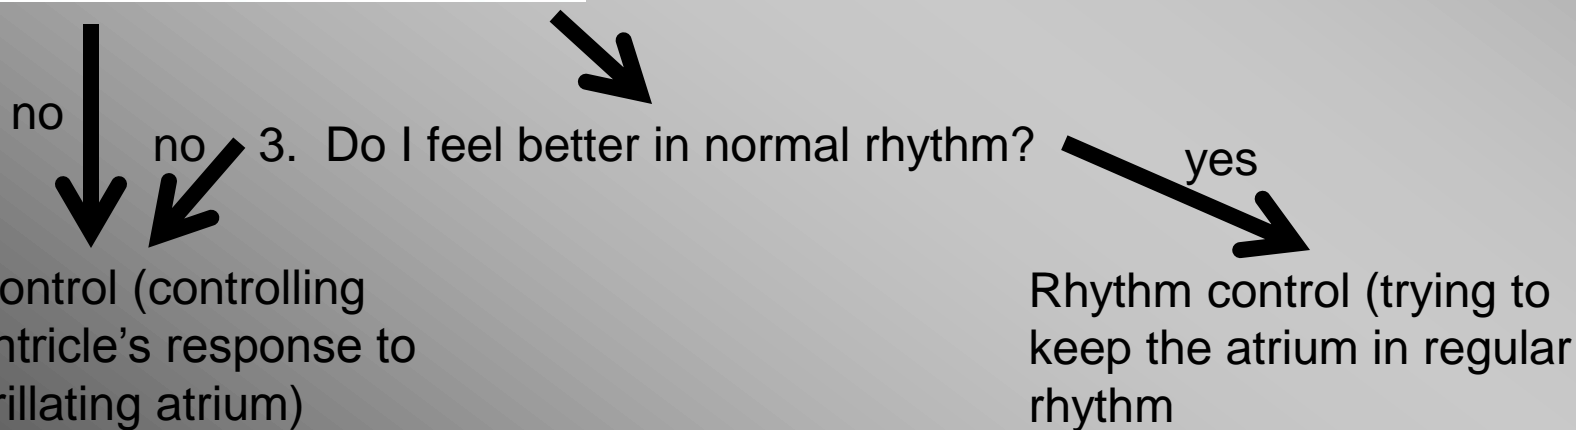 no
no
3. Do I feel better in normal rhythm?
yes
control (controlling
response to
atrium)
Rhythm control (trying to
keep the atrium in regular
rhythm